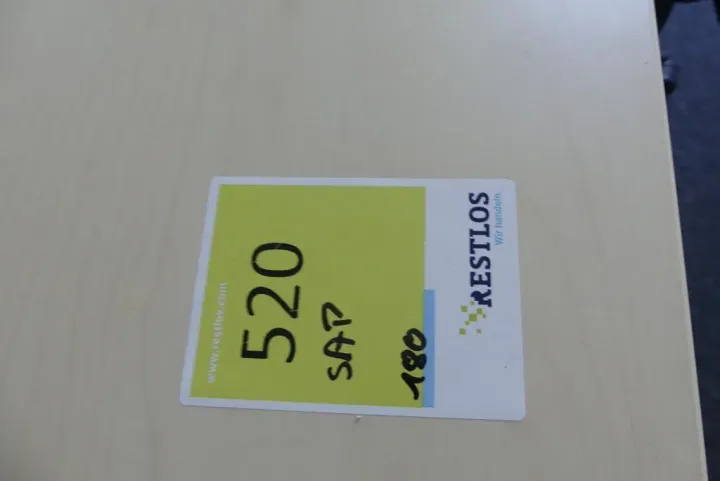 www.restlos.com
520
SAP
180
RESTLOS
Wir handeln.